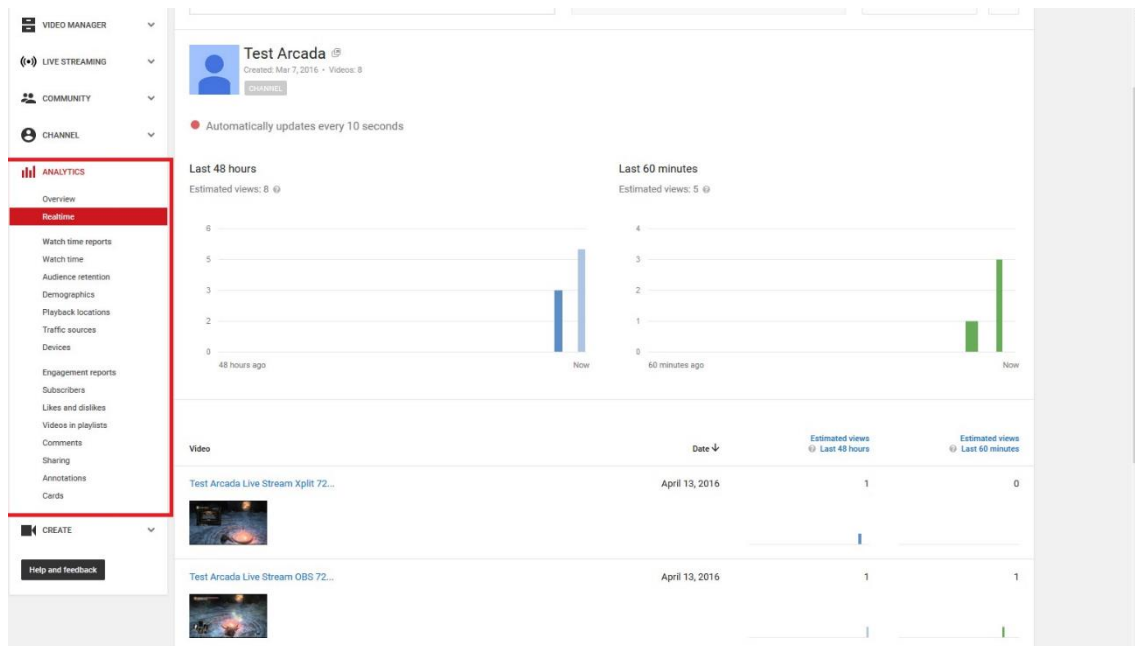 VIDEO MANAGER
LIVE STREAMING
COMMUNITY
CHANNEL
ANALYTICS
Overview
Realtime
Watch time reports
Watch time
Audience retention
Demographics
Playback locations
Traffic sources
Devices
Engagement reports
Subscribers
Likes and dislikes
Videos in playlists
Comments
Sharing
Annotations
Cards
CREATE
Help and feedback
Test Arcada
Created: Mar 7, 2016 • Videos: 8
CHANNEL
Automatically updates every 10 seconds
Last 48 hours
Estimated views: 8
6
5
3
2
0
48 hours ago Now
Last 60 minutes
Estimated views: 5
4
3
2
1
0
60 minutes ago Now
Video Date Estimated views Last 48 hours Estimated views Last 60 minutes
Test Arcada Live Stream Xplit 72... April 13, 2016 1 0
Test Arcada Live Stream OBS 72... April 13, 2016 1 1